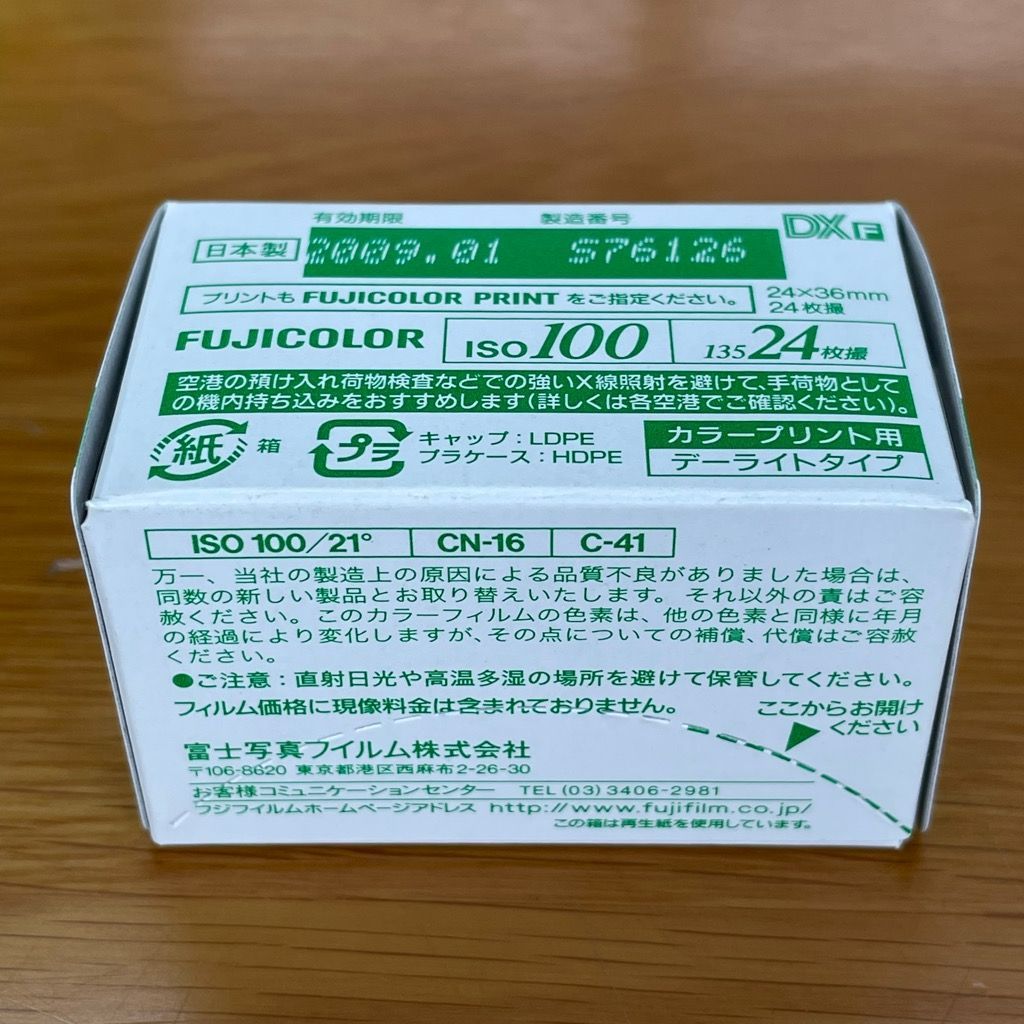 有効期限 製造番号
日本製 2009.01 S76126 DX F
プリントも FUJICOLOR PRINT をご指定ください。 24×36mm
24枚撮
FUJICOLOR ISO 100 135 24枚撮
空港の預け入れ荷物検査などでの強いX線照射を避けて、手荷物として
の機内持ち込みをおすすめします(詳しくは各空港でご確認ください)。
紙 箱 プラ キャップ:LDPE
プラケース:HDPE
カラープリント用
デーライトタイプ
ISO 100/21° CN-16 C-41
万一、当社の製造上の原因による品質不良がありました場合は、
同数の新しい製品とお取り替えいたします。それ以外の責はご容
赦ください。このカラーフィルムの色素は、他の色素と同様に年月
の経過により変化しますが、その点についての補償、代償はご容赦
ください。
●ご注意:直射日光や高温多湿の場所を避けて保管してください。
フィルム価格に現像料金は含まれておりません。
ここからお開け
ください
富士写真フイルム株式会社
〒106-8620 東京都港区西麻布2-26-30
お客様コミュニケーションセンター TEL(03)3406-2981
フジフイルムホームページアドレス http://www.fujifilm.co.jp/
この箱は再生紙を使用しています。